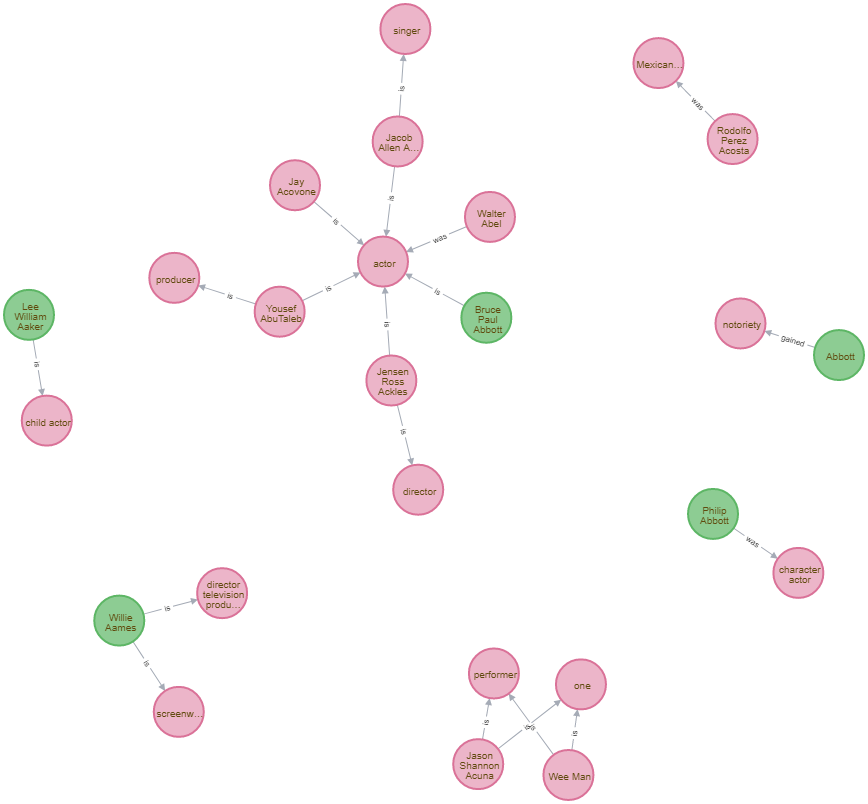 singer
is
Jacob
Allen A...
is
Mexican...
was
Rodolfo
Perez
Acosta
Jay
Acovone
is
Walter
Abel
was
actor
producer
is
Yousef
AbuTaleb
is
is
Bruce
Paul
Abbott
Lee
William
Aaker
is
child actor
is
Jensen
Ross
Ackles
is
director
notoriety
gained
Abbott
Philip
Abbott
was
character
actor
director
television
produ...
is
Willie
Aames
is
screenw...
performer
one
is
is
is
is
Jason
Shannon
Acuna
Wee Man